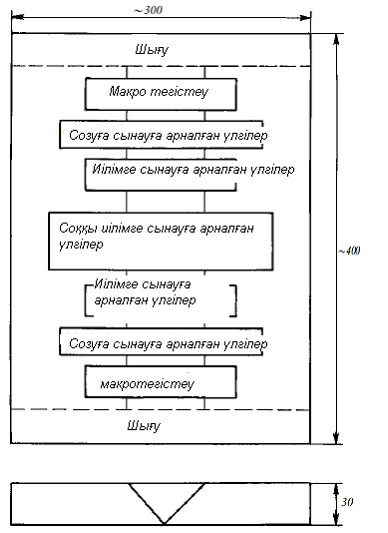 ~300
Шығу
Макро тегістеу
Созуға сынауға арналған үлгілер
Иілімге сынауға арналған үлгілер
Соққы иілімге сынауға арналған
үлгілер
~400
Иілімге сынауға
арналған үлгілер
Созуға сынауға арналған үлгілер
макротегістеу
Шығу
30